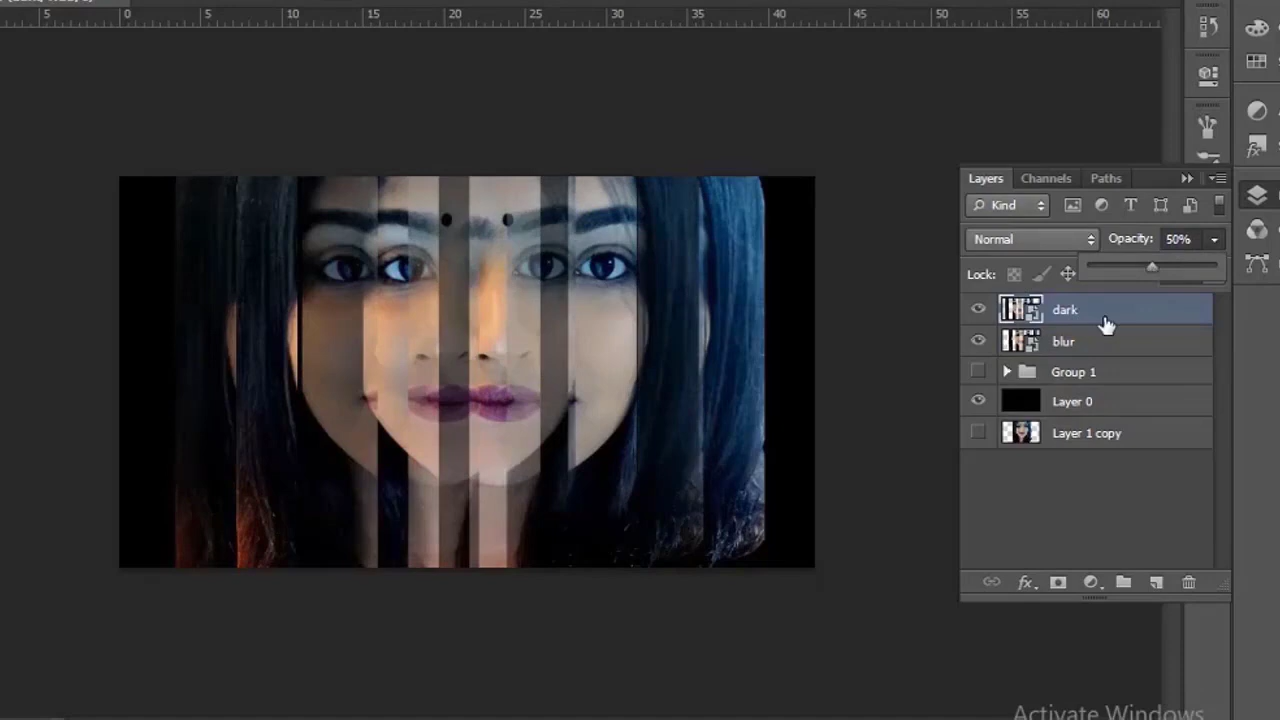 5 0 5 10 15 20 25 30 35 40 45 50 55 60
Layers Channels Paths
Kind
Normal Opacity: 50%
Lock:
dark
blur
Group 1
Layer 0
Layer 1 copy
Activate Windows